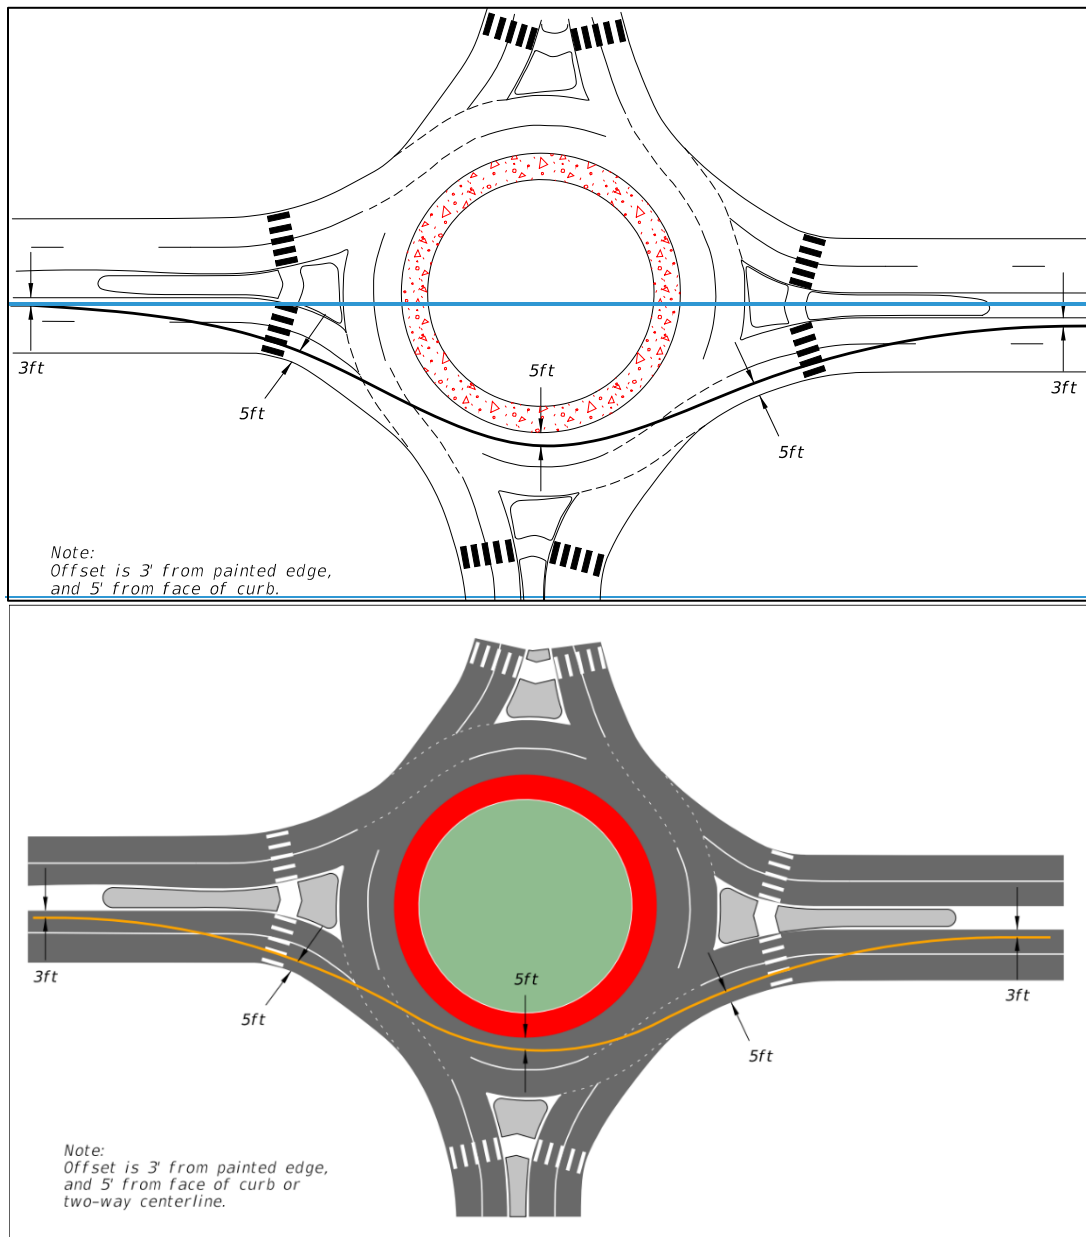 3ft
5ft
5ft
5ft
3ft
Note:
Offset is 3' from painted edge,
and 5' from face of curb.
3ft
5ft
5ft
5ft
3ft
Note:
Offset is 3' from painted edge,
and 5' from face of curb or
two-way centerline.